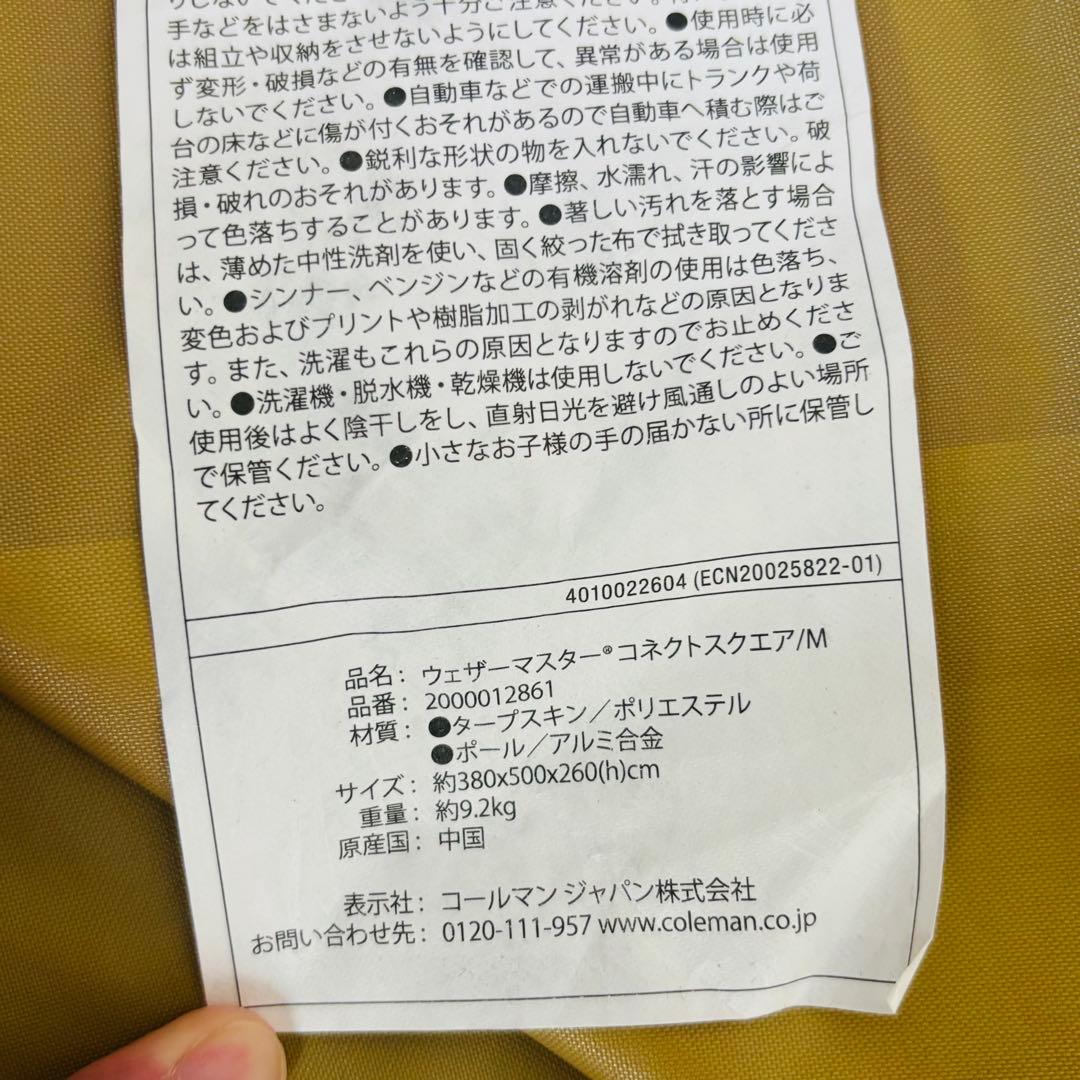 手などをはさまないよう十分ご注意ください。
は組立や収納をさせないようにしてください。●使用時に必
ず変形・破損などの有無を確認して、異常がある場合は使用
しないでください。●自動車などでの運搬中にトランクや荷
台の床などに傷が付くおそれがあるので自動車へ積む際はご
注意ください。●鋭利な形状の物を入れないでください。破
損・破れのおそれがあります。●摩擦、水濡れ、汗の影響によ
って色落ちすることがあります。●著しい汚れを落とす場合
は、薄めた中性洗剤を使い、固く絞った布で拭き取ってくださ
い。●シンナー、ベンジンなどの有機溶剤の使用は色落ち、
変色およびプリントや樹脂加工の剥がれなどの原因となりま
す。また、洗濯もこれらの原因となりますのでお止めくださ
い。●洗濯機・脱水機・乾燥機は使用しないでください。●ご
使用後はよく陰干しをし、直射日光を避け風通しのよい場所
で保管ください。●小さなお子様の手の届かない所に保管し
てください。
4010022604 (ECN20025822-01)
品名： ウェザーマスター®コネクトスクエア/M
品番： 2000012861
材質： ●タープスキン／ポリエステル
●ポール／アルミ合金
サイズ： 約380x500x260(h)cm
重量： 約9.2kg
原産国： 中国
表示社： コールマン ジャパン株式会社
お問い合わせ先： 0120-111-957 www.coleman.co.jp